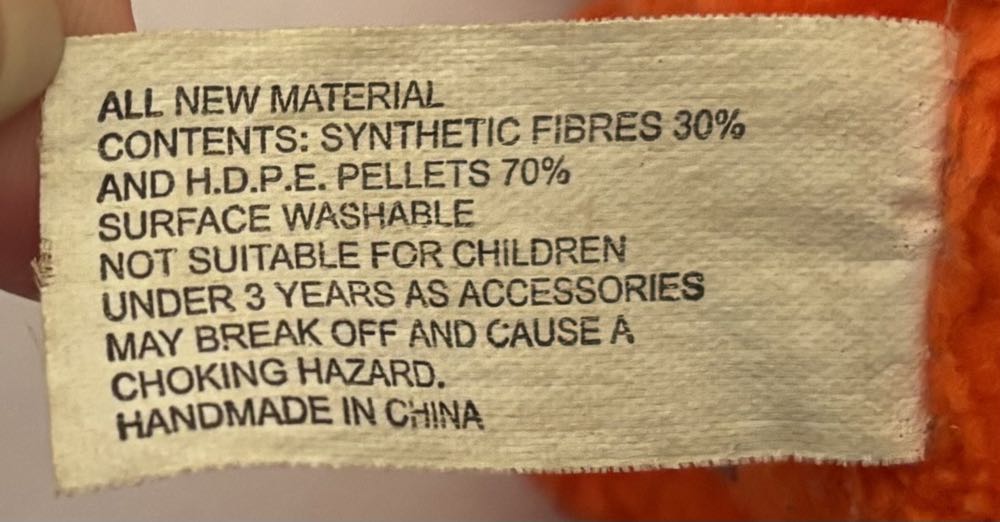 ALL NEW MATERIAL
CONTENTS: SYNTHETIC FIBRES 30%
AND H.D.P.E. PELLETS 70%
SURFACE WASHABLE
NOT SUITABLE FOR CHILDREN
UNDER 3 YEARS AS ACCESSORIES
MAY BREAK OFF AND CAUSE A
CHOKING HAZARD.
HANDMADE IN CHINA